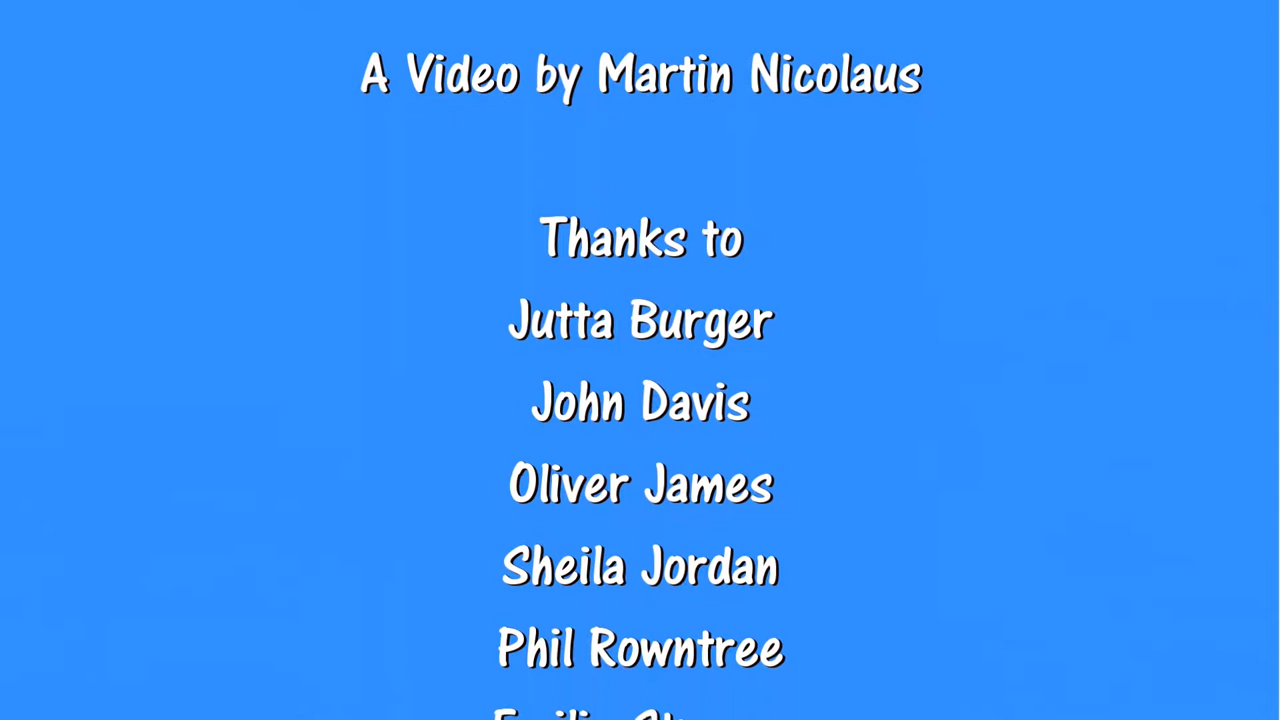 A Video by Martin Nicolaus
Thanks to
Jutta Burger
John Davis
Oliver James
Sheila Jordan
Phil Rowntree